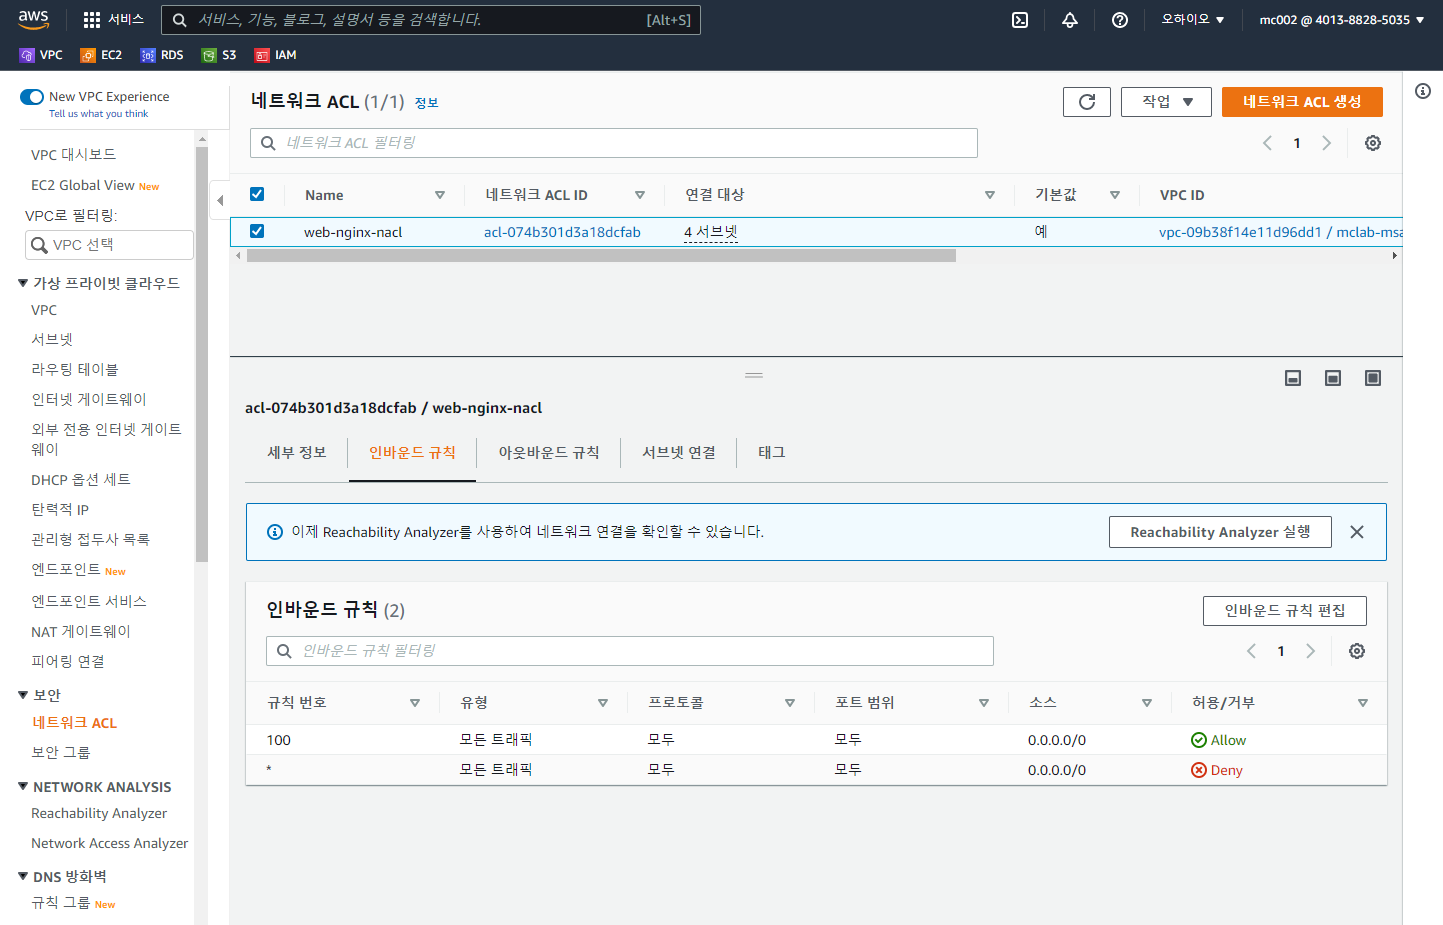 aws
서비스
서비스, 기능, 블로그, 설명서 등을 검색합니다.
[Alt+S]
오하이오
mc002 @ 4013-8828-5035
VPC
EC2
RDS
S3
IAM
New VPC Experience
Tell us what you think
VPC 대시보드
EC2 Global View New
VPC로 필터링:
VPC 선택
가상 프라이빗 클라우드
VPC
서브넷
라우팅 테이블
인터넷 게이트웨이
외부 전용 인터넷 게이트
웨이
DHCP 옵션 세트
탄력적 IP
관리형 접두사 목록
엔드포인트 New
엔드포인트 서비스
NAT 게이트웨이
피어링 연결
보안
네트워크 ACL
보안 그룹
NETWORK ANALYSIS
Reachability Analyzer
Network Access Analyzer
DNS 방화벽
규칙 그룹 New
네트워크 ACL (1/1) 정보
작업
네트워크 ACL 생성
네트워크 ACL 필터링
1
Name
네트워크 ACL ID
연결 대상
기본값
VPC ID
web-nginx-nacl
acl-074b301d3a18dcfab
4 서브넷
예
vpc-09b38f14e11d96dd1 / mclab-msa
acl-074b301d3a18dcfab / web-nginx-nacl
세부 정보
인바운드 규칙
아웃바운드 규칙
서브넷 연결
태그
이제 Reachability Analyzer를 사용하여 네트워크 연결을 확인할 수 있습니다.
Reachability Analyzer 실행
인바운드 규칙 (2)
인바운드 규칙 편집
인바운드 규칙 필터링
1
규칙 번호
유형
프로토콜
포트 범위
소스
허용/거부
100
모든 트래픽
모두
모두
0.0.0.0/0
Allow
*
모든 트래픽
모두
모두
0.0.0.0/0
Deny